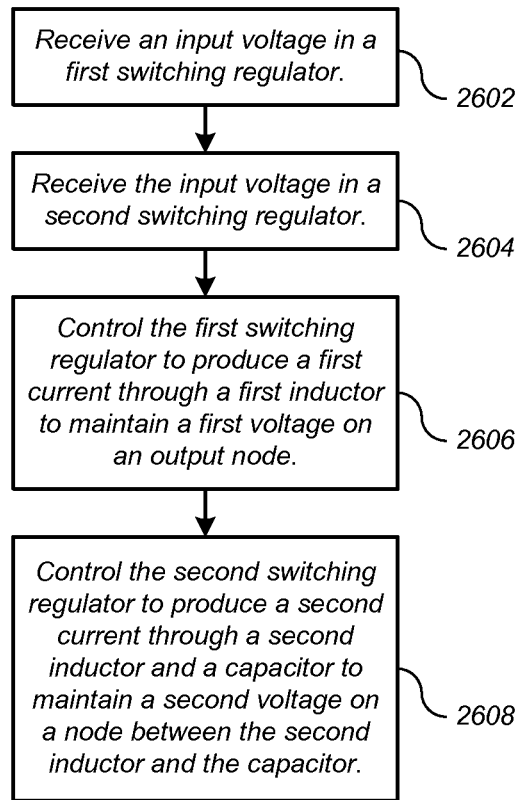 Receive an input voltage in a
first switching regulator.
2602
Receive the input voltage in a
second switching regulator.
2604
Control the first switching
regulator to produce a first
current through a first inductor
to maintain a first voltage on
an output node.
2606
Control the second switching
regulator to produce a second
current through a second
inductor and a capacitor to
maintain a second voltage on
a node between the second
inductor and the capacitor.
2608